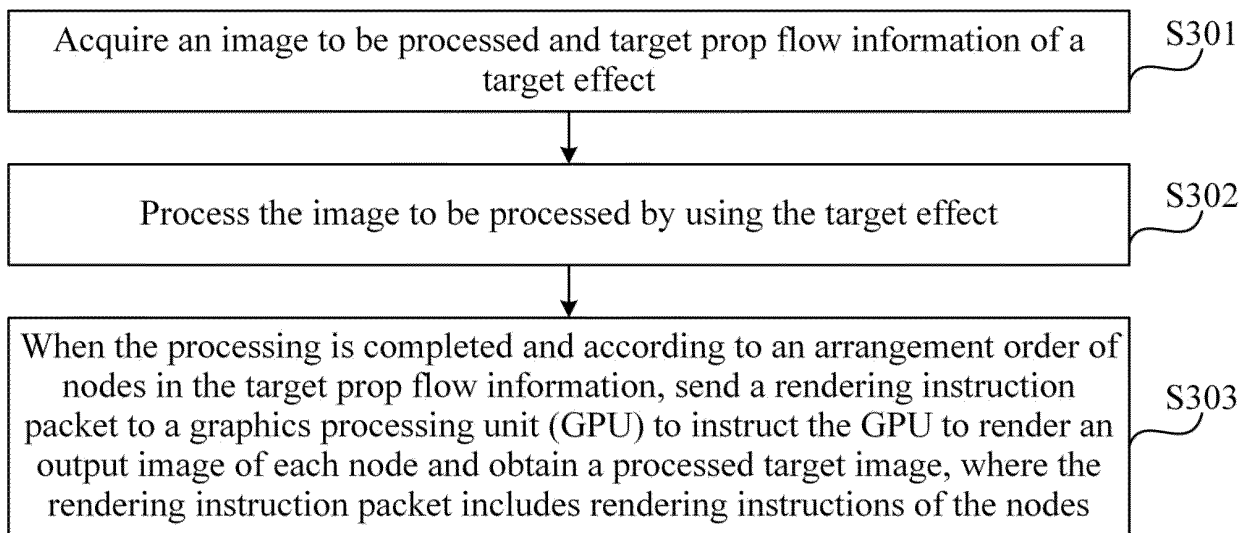 Acquire an image to be processed and target prop flow information of a
target effect
S301
Process the image to be processed by using the target effect
S302
When the processing is completed and according to an arrangement order of
nodes in the target prop flow information, send a rendering instruction
packet to a graphics processing unit (GPU) to instruct the GPU to render an
output image of each node and obtain a processed target image, where the
rendering instruction packet includes rendering instructions of the nodes
S303